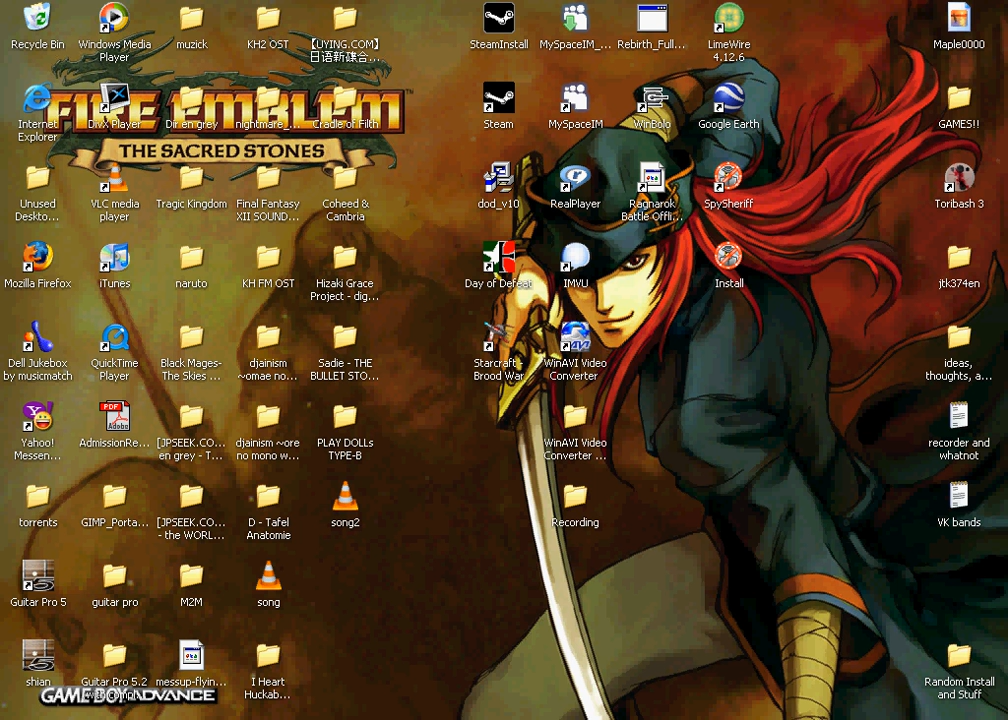 Recycle Bin
Windows Media Player
muzick
KH2 OST
【UYING.COM】
日语新碟合...
SteamInstall
MySpaceIM_...
Rebirth_Full...
LimeWire 4.12.6
Maple0000
FIRE EMBLEM
THE SACRED STONES
Internet Explorer
DivX Player
Dir en grey
nightmare_...
Cradle of Filth
Steam
MySpaceIM
WinBolo
Google Earth
GAMES!!
Unused Deskto...
VLC media player
Tragic Kingdom
Final Fantasy XII SOUND...
Coheed & Cambria
dod_v10
RealPlayer
Ragnarok Battle Offli...
SpySheriff
Toribash 3
Mozilla Firefox
iTunes
naruto
KH FM OST
Hizaki Grace Project - dig...
Day of Defeat
IMVU
Install
jtk374en
Dell Jukebox by musicmatch
QuickTime Player
Black Mages- The Skies ...
djanism ~omae no...
Sadie - THE BULLET STO...
Starcraft - Brood War
WinAVI Video Converter
ideas, thoughts, a...
Yahoo! Messen...
AdmissionRe...
[JPSEEK.CO... en grey - T...
djanism ~ore no mono w...
PLAY DOLLs TYPE-B
WinAVI Video Converter ...
recorder and whatnot
torrents
GIMP_Porta...
[JPSEEK.CO... - the WORL...
D - Tafel Anatomie
song2
Recording
VK bands
Guitar Pro 5
guitar pro
M2M
song
shian
Guitar Pro 5.2
messup-flyin...
I Heart Huckab...
Random Install and Stuff
GAME BOY ADVANCE